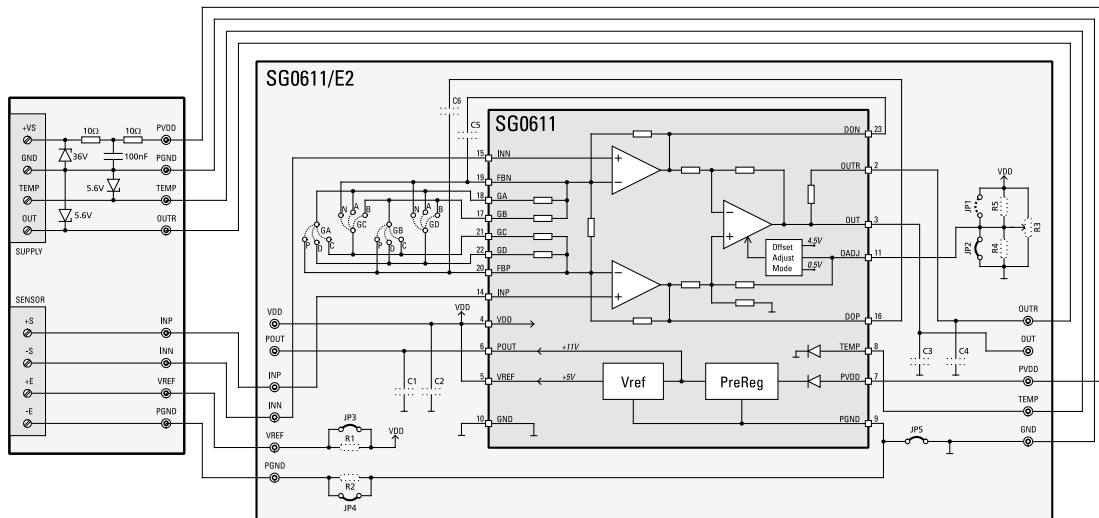 SG0611/E2
SG0611
+VS
GND
TEMP
OUT
SUPPLY
10Ω
10Ω
36V
100nF
5.6V
5.6V
PVDD
PGND
TEMP
OUTR
SENSOR
+S
-S
+E
-E
INP
INN
VREF
PGND
C6
C5
N
A
B
GA
GC
P
D
C
N
A
B
GB
GD
P
D
C
15 INN
19 FBN
18 GA
17 GB
21 GC
22 GD
20 FBP
14 INP
4 VDD
6 POUT
5 VREF
10 GND
+11V
+5V
Vref
PreReg
Offset
Adjust
Mode
4.5V
0.5V
DON 23
OUTR 2
OUT 3
OADJ 11
DOP 16
TEMP 8
PVDD 7
PGND 9
VDD
POUT
INP
INN
VREF
PGND
VDD
C1
C2
JP3
R1
VDD
R2
JP4
VDD
JP1
R5
JP2
R4
R3
C3
C4
JP5
OUTR
OUT
PVDD
TEMP
GND